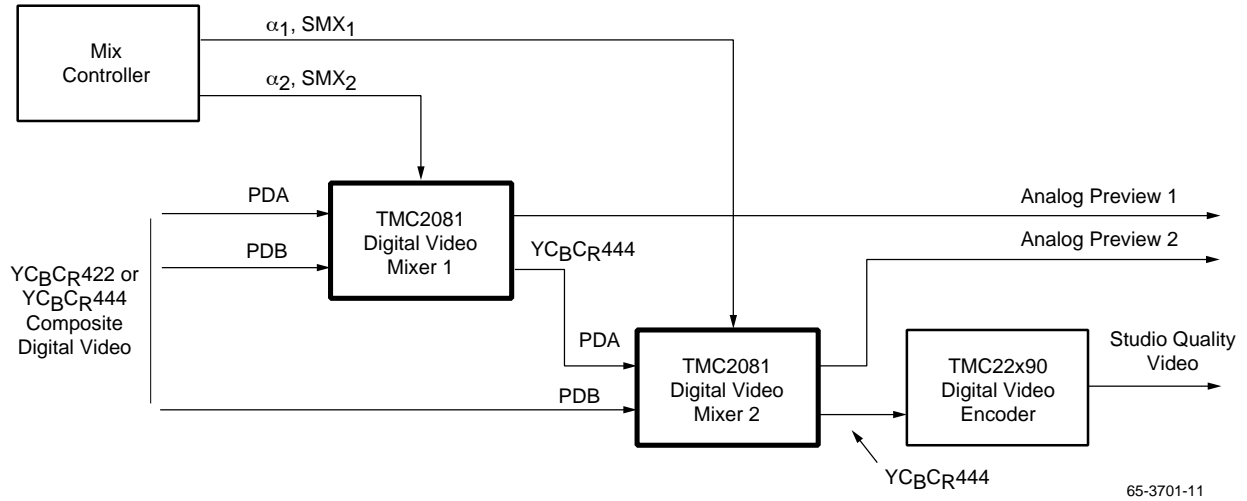 Mix
Controller
α1, SMX1
α2, SMX2
PDA
PDB
TMC2081
Digital Video
Mixer 1
Analog Preview 1
Analog Preview 2
YCBCR444
YCBCR422 or
YCBCR444
Composite
Digital Video
PDA
PDB
TMC2081
Digital Video
Mixer 2
TMC22x90
Digital Video
Encoder
Studio Quality
Video
YCBCR444
65-3701-11